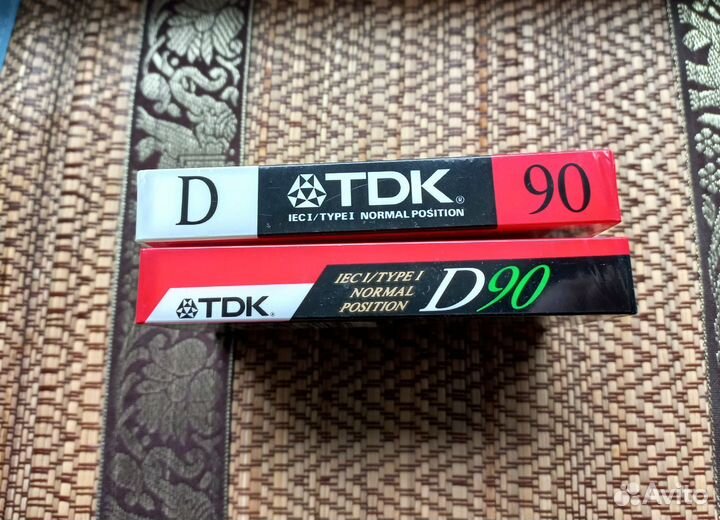 D TDK® 90
IEC I/TYPE I NORMAL POSITION
TDK® IEC I/TYPE I
NORMAL
POSITION D90
Avito